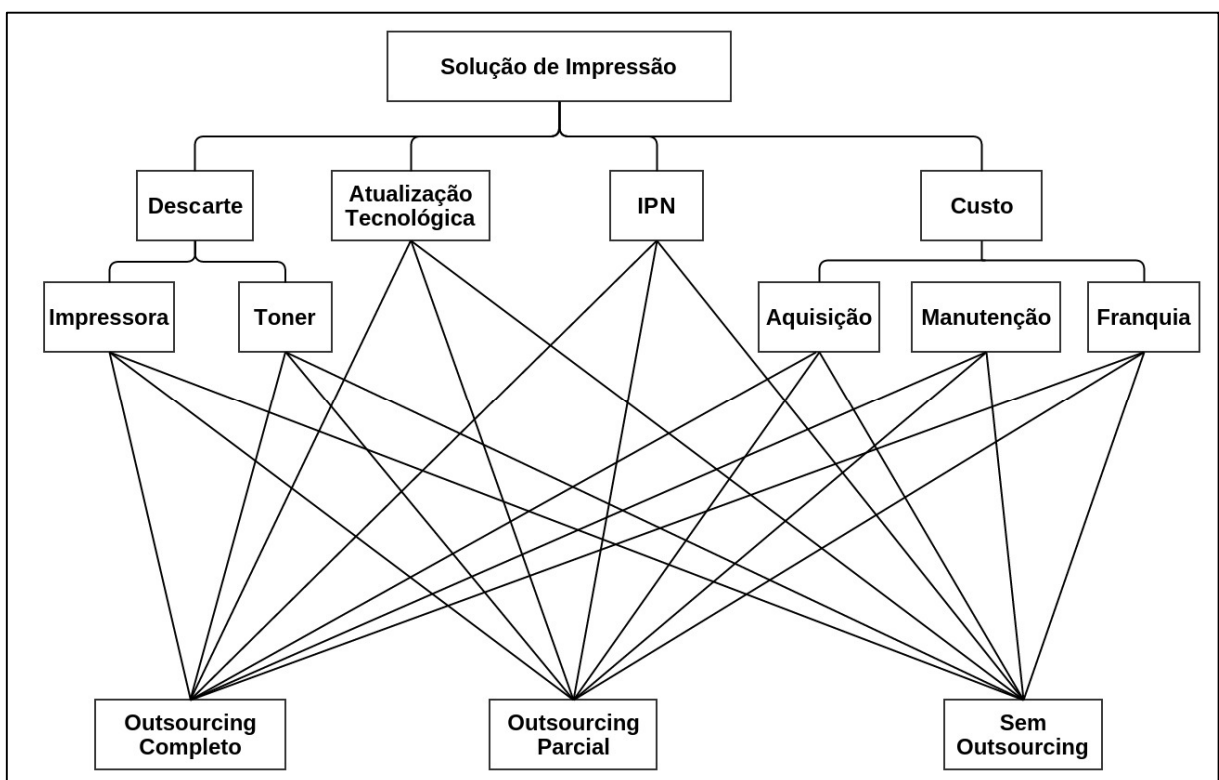 Solução de Impressão
Descarte
Atualização
Tecnológica
IPN
Custo
Impressora
Toner
Aquisição
Manutenção
Franquia
Outsourcing
Completo
Outsourcing
Parcial
Sem
Outsourcing